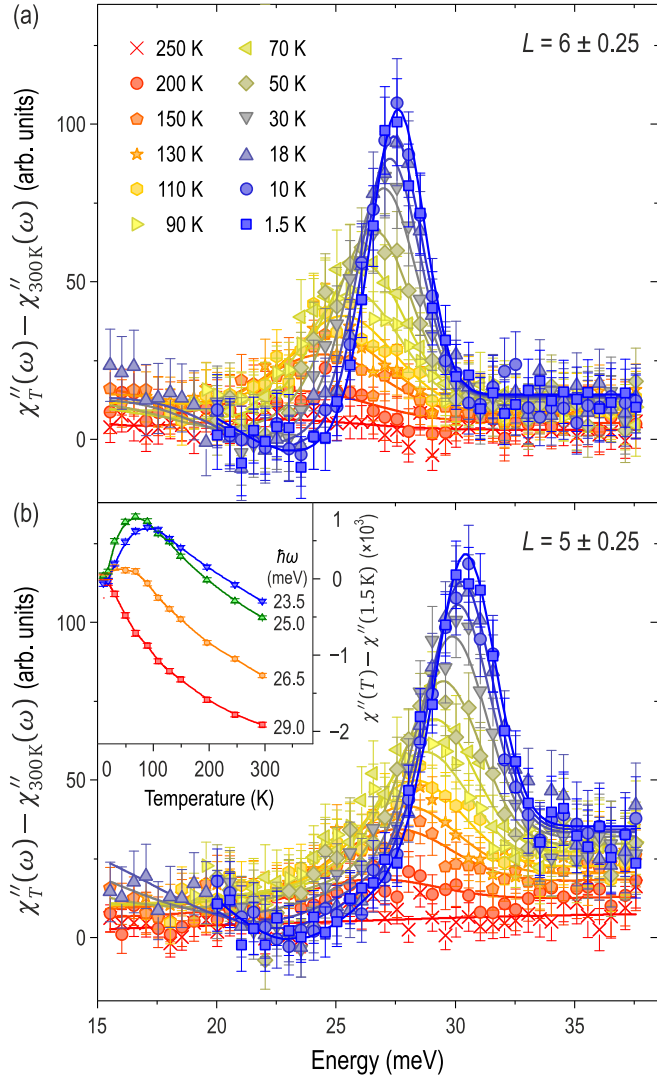 (a)
L = 6 ± 0.25
250 K
200 K
150 K
130 K
110 K
90 K
70 K
50 K
30 K
18 K
10 K
1.5 K
χ″T(ω) − χ″300 K(ω) (arb. units)
100
50
0
(b)
L = 5 ± 0.25
ℏω
(meV)
23.5
25.0
26.5
29.0
1
0
−1
−2
χ″(T) − χ″(1.5 K) (×10³)
0 100 200 300
Temperature (K)
χ″T(ω) − χ″300 K(ω) (arb. units)
100
50
0
15 20 25 30 35
Energy (meV)